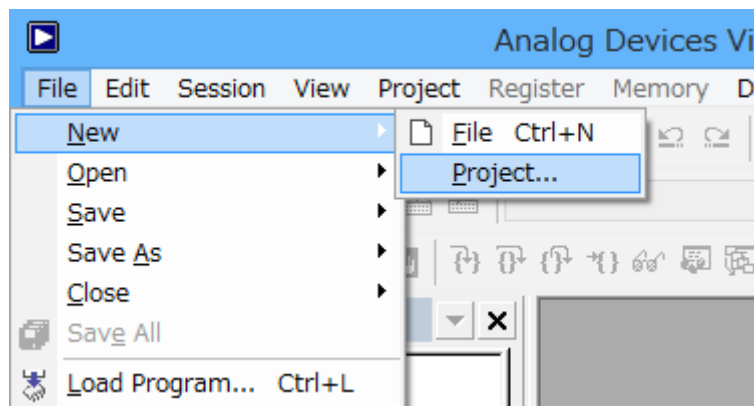 Analog Devices Vi
File Edit Session View Project Register Memory D
New
File Ctrl+N
Open
Project...
Save
Save As
Close
Save All
Load Program... Ctrl+L